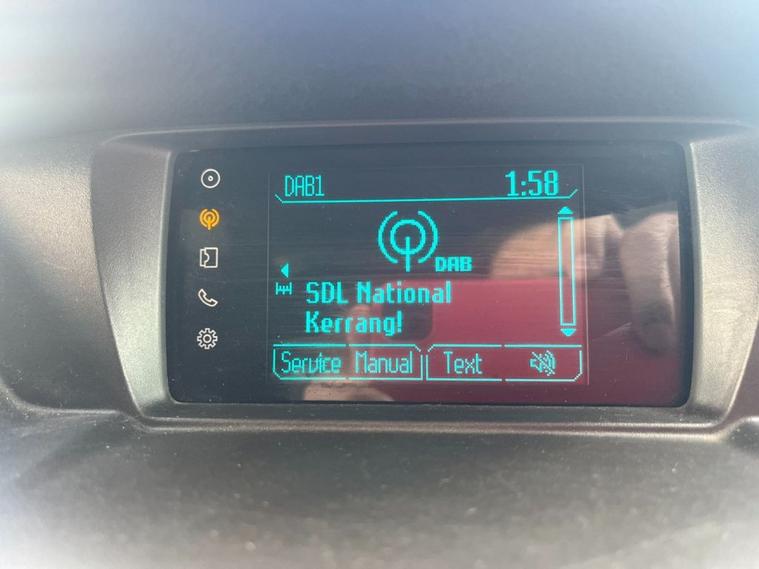 DAB1 1:58
DAB
SDL National
Kerrang!
Service Manual Text